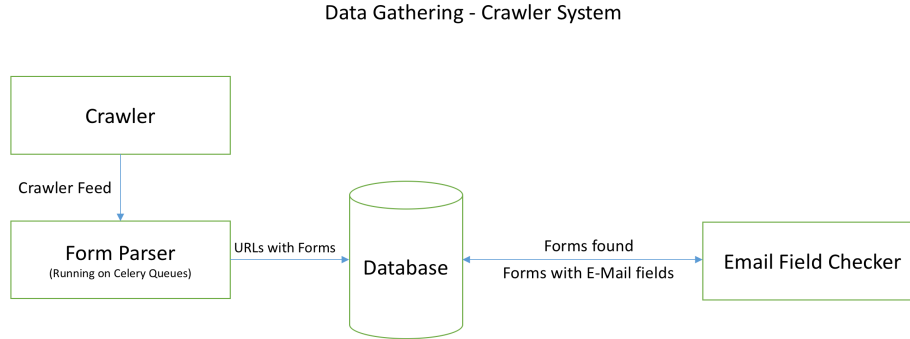 Data Gathering - Crawler System
Crawler
Crawler Feed
Form Parser
(Running on Celery Queues)
URLs with Forms
Database
Forms found
Forms with E-Mail fields
Email Field Checker